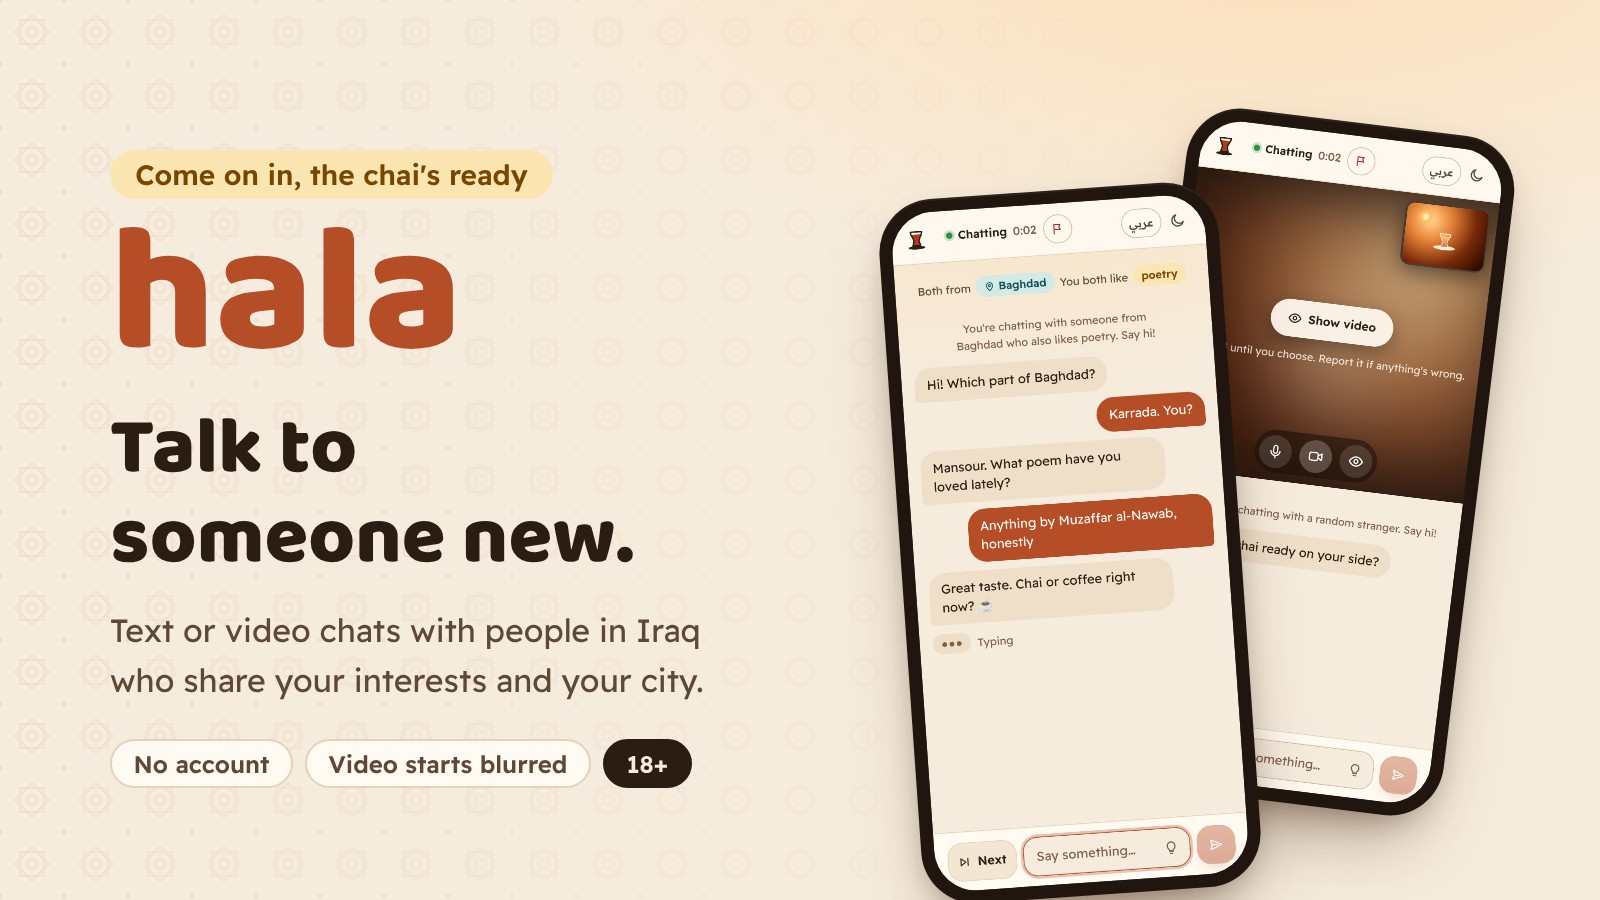 Come on in, the chai's ready
hala
Talk to
someone new.
Text or video chats with people in Iraq
who share your interests and your city.
No account
Video starts blurred
18+
Chatting 0:02
عربي
Both from Baghdad You both like poetry
You're chatting with someone from
Baghdad who also likes poetry. Say hi!
Hi! Which part of Baghdad?
Karrada. You?
Mansour. What poem have you
loved lately?
Anything by Muzaffar al-Nawab,
honestly
Great taste. Chai or coffee right
now? ☕
Typing
Next
Say something...
Chatting 0:02
عربي
Show video
until you choose. Report it if anything's wrong.
chatting with a random stranger. Say hi!
hai ready on your side?
omething...